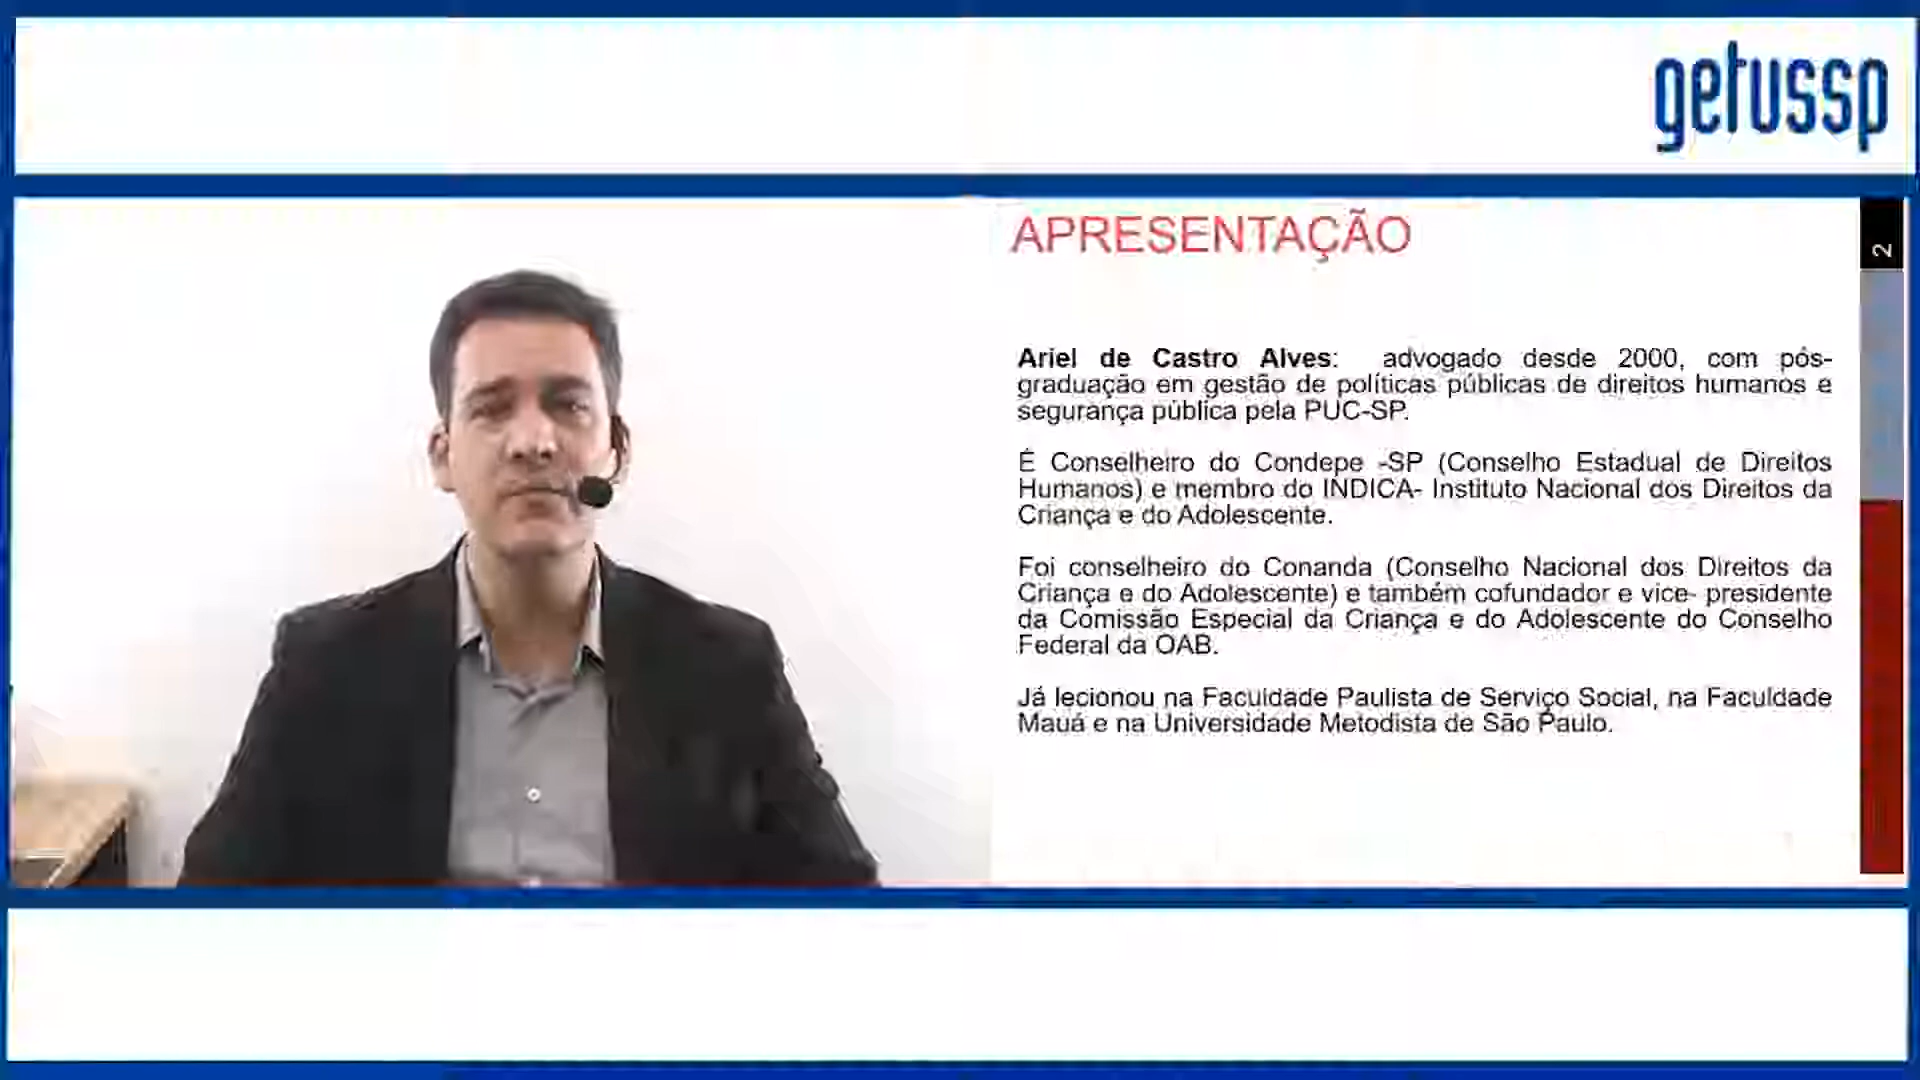 getussp
APRESENTAÇÃO
2
Ariel de Castro Alves: advogado desde 2000, com pós-
graduação em gestão de políticas públicas de direitos humanos e
segurança pública pela PUC-SP.
É Conselheiro do Condepe -SP (Conselho Estadual de Direitos
Humanos) e membro do INDICA- Instituto Nacional dos Direitos da
Criança e do Adolescente.
Foi conselheiro do Conanda (Conselho Nacional dos Direitos da
Criança e do Adolescente) e também cofundador e vice- presidente
da Comissão Especial da Criança e do Adolescente do Conselho
Federal da OAB.
Já lecionou na Faculdade Paulista de Serviço Social, na Faculdade
Mauá e na Universidade Metodista de São Paulo.